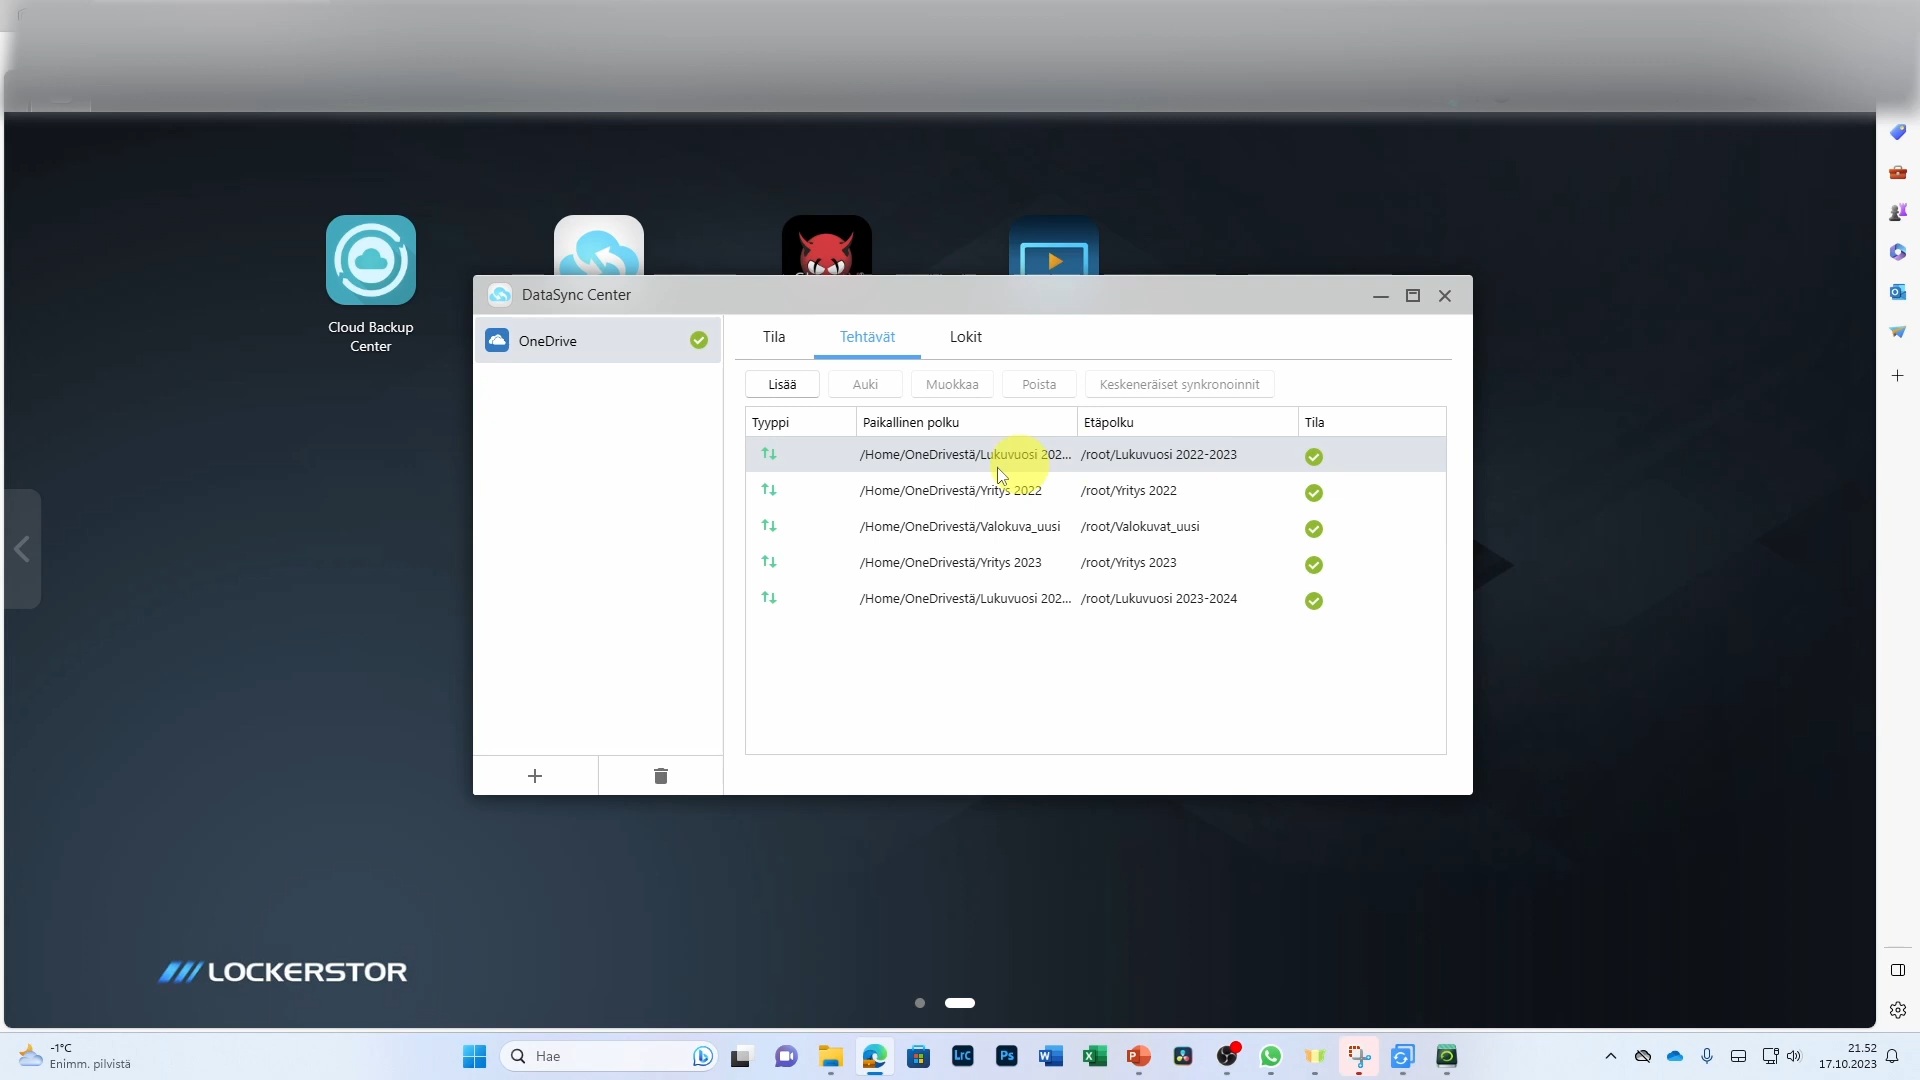 Cloud Backup
Center
DataSync Center
OneDrive
Tila Tehtävät Lokit
Lisää Auki Muokkaa Poista Keskeneräiset synkronoinnit
Tyyppi Paikallinen polku Etäpolku Tila
/Home/OneDrivestä/Lukuvuosi 202... /root/Lukuvuosi 2022-2023
/Home/OneDrivestä/Yritys 2022 /root/Yritys 2022
/Home/OneDrivestä/Valokuva_uusi /root/Valokuvat_uusi
/Home/OneDrivestä/Yritys 2023 /root/Yritys 2023
/Home/OneDrivestä/Lukuvuosi 202... /root/Lukuvuosi 2023-2024
LOCKERSTOR
-1°C
Enimm. pilvistä
Hae
LrC
Ps
21.52
17.10.2023